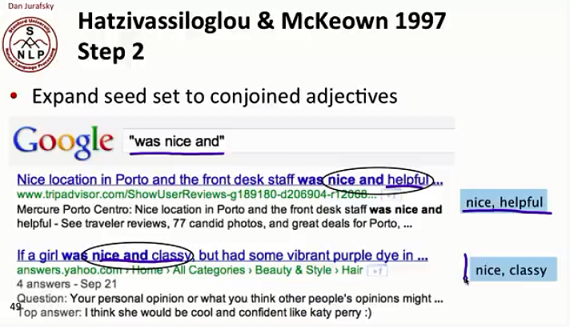 Dan Jurafsky
Hatzivassiloglou & McKeown 1997
Step 2
S
NLP
• Expand seed set to conjoined adjectives
Google "was nice and"
Nice location in Porto and the front desk staff was nice and helpful ...
www.tripadvisor.com/ShowUserReviews-g189180-d206904-r12068...
Mercure Porto Centro: Nice location in Porto and the front desk staff was nice and
helpful - See traveler reviews, 77 candid photos, and great deals for Porto, ...
nice, helpful
If a girl was nice and classy, but had some vibrant purple dye in ...
answers.yahoo.com › Home › All Categories › Beauty & Style › Hair +1
4 answers - Sep 21
nice, classy
Question: Your personal opinion or what you think other people's opinions might ...
Top answer: I think she would be cool and confident like katy perry :)
49